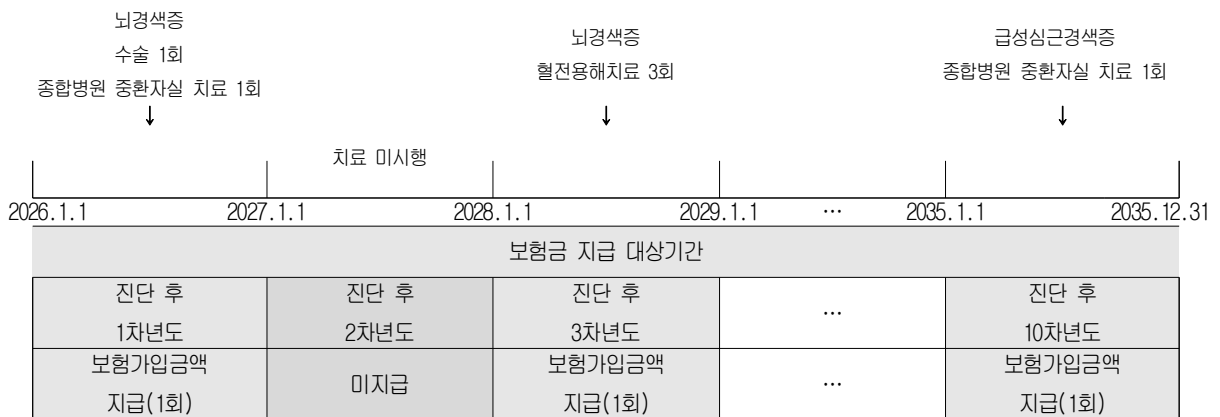 뇌경색증
수술 1회
종합병원 중환자실 치료 1회
↓
뇌경색증
혈전용해치료 3회
↓
급성심근경색증
종합병원 중환자실 치료 1회
↓
치료 미시행
2026.1.1 2027.1.1 2028.1.1 2029.1.1 … 2035.1.1 2035.12.31
보험금 지급 대상기간
진단 후 진단 후 진단 후 … 진단 후
1차년도 2차년도 3차년도 10차년도
보험가입금액 미지급 보험가입금액 … 보험가입금액
지급(1회) 지급(1회) 지급(1회)